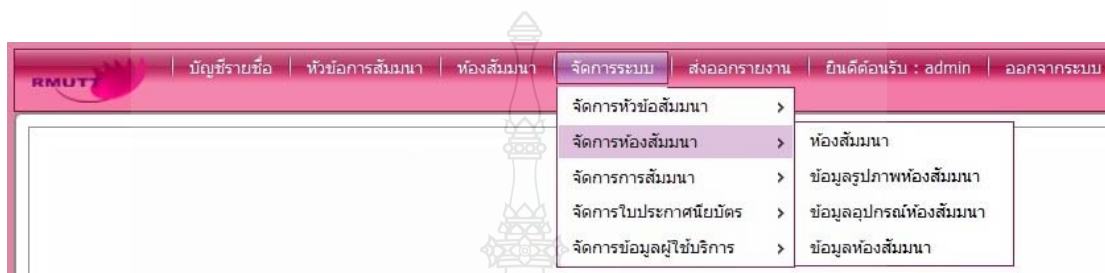 RMUTT
บัญชีรายชื่อ | หัวข้อการสัมมนา | ห้องสัมมนา | จัดการระบบ | ส่งออกรายงาน | ยินดีต้อนรับ : admin | ออกจากระบบ
จัดการหัวข้อสัมมนา >
จัดการห้องสัมมนา >
จัดการการสัมมนา >
จัดการใบประกาศนียบัตร >
จัดการข้อมูลผู้ใช้บริการ >
ห้องสัมมนา
ข้อมูลรูปภาพห้องสัมมนา
ข้อมูลอุปกรณ์ห้องสัมมนา
ข้อมูลห้องสัมมนา